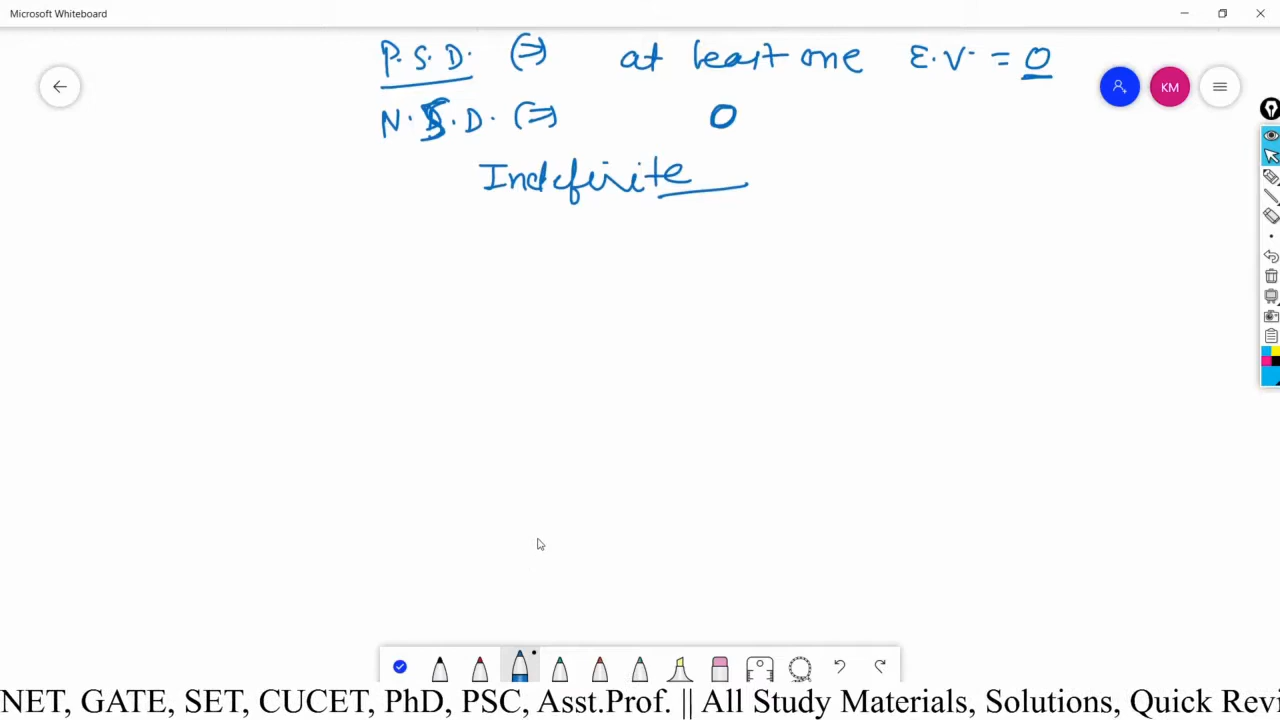 Microsoft Whiteboard
P.S.D. ⇔ at least one E.V. = 0
KM
N.S.D. ⇔ 0
Indefinite
NET, GATE, SET, CUCET, PhD, PSC, Asst.Prof. || All Study Materials, Solutions, Quick Revi